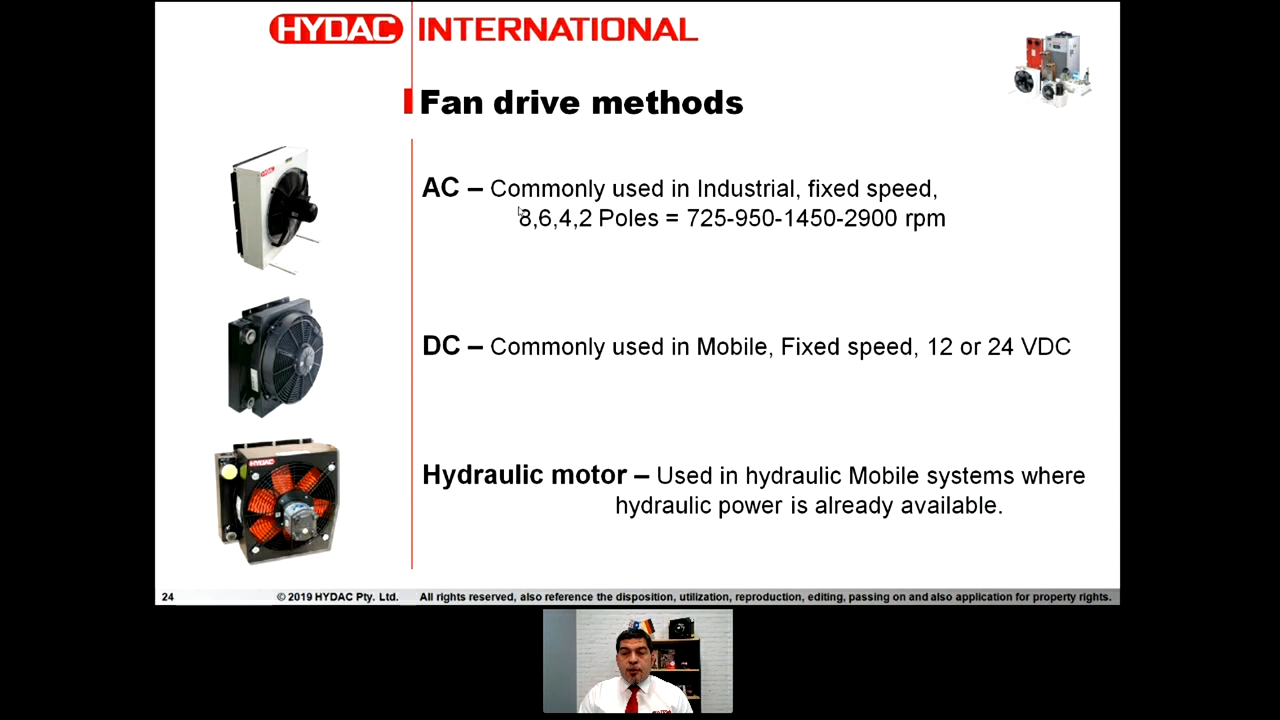 HYDAC INTERNATIONAL
Fan drive methods
AC – Commonly used in Industrial, fixed speed,
8,6,4,2 Poles = 725-950-1450-2900 rpm
DC – Commonly used in Mobile, Fixed speed, 12 or 24 VDC
HYDAC
Hydraulic motor – Used in hydraulic Mobile systems where
hydraulic power is already available.
24 © 2019 HYDAC Pty. Ltd. All rights reserved, also reference the disposition, utilization, reproduction, editing, passing on and also application for property rights.